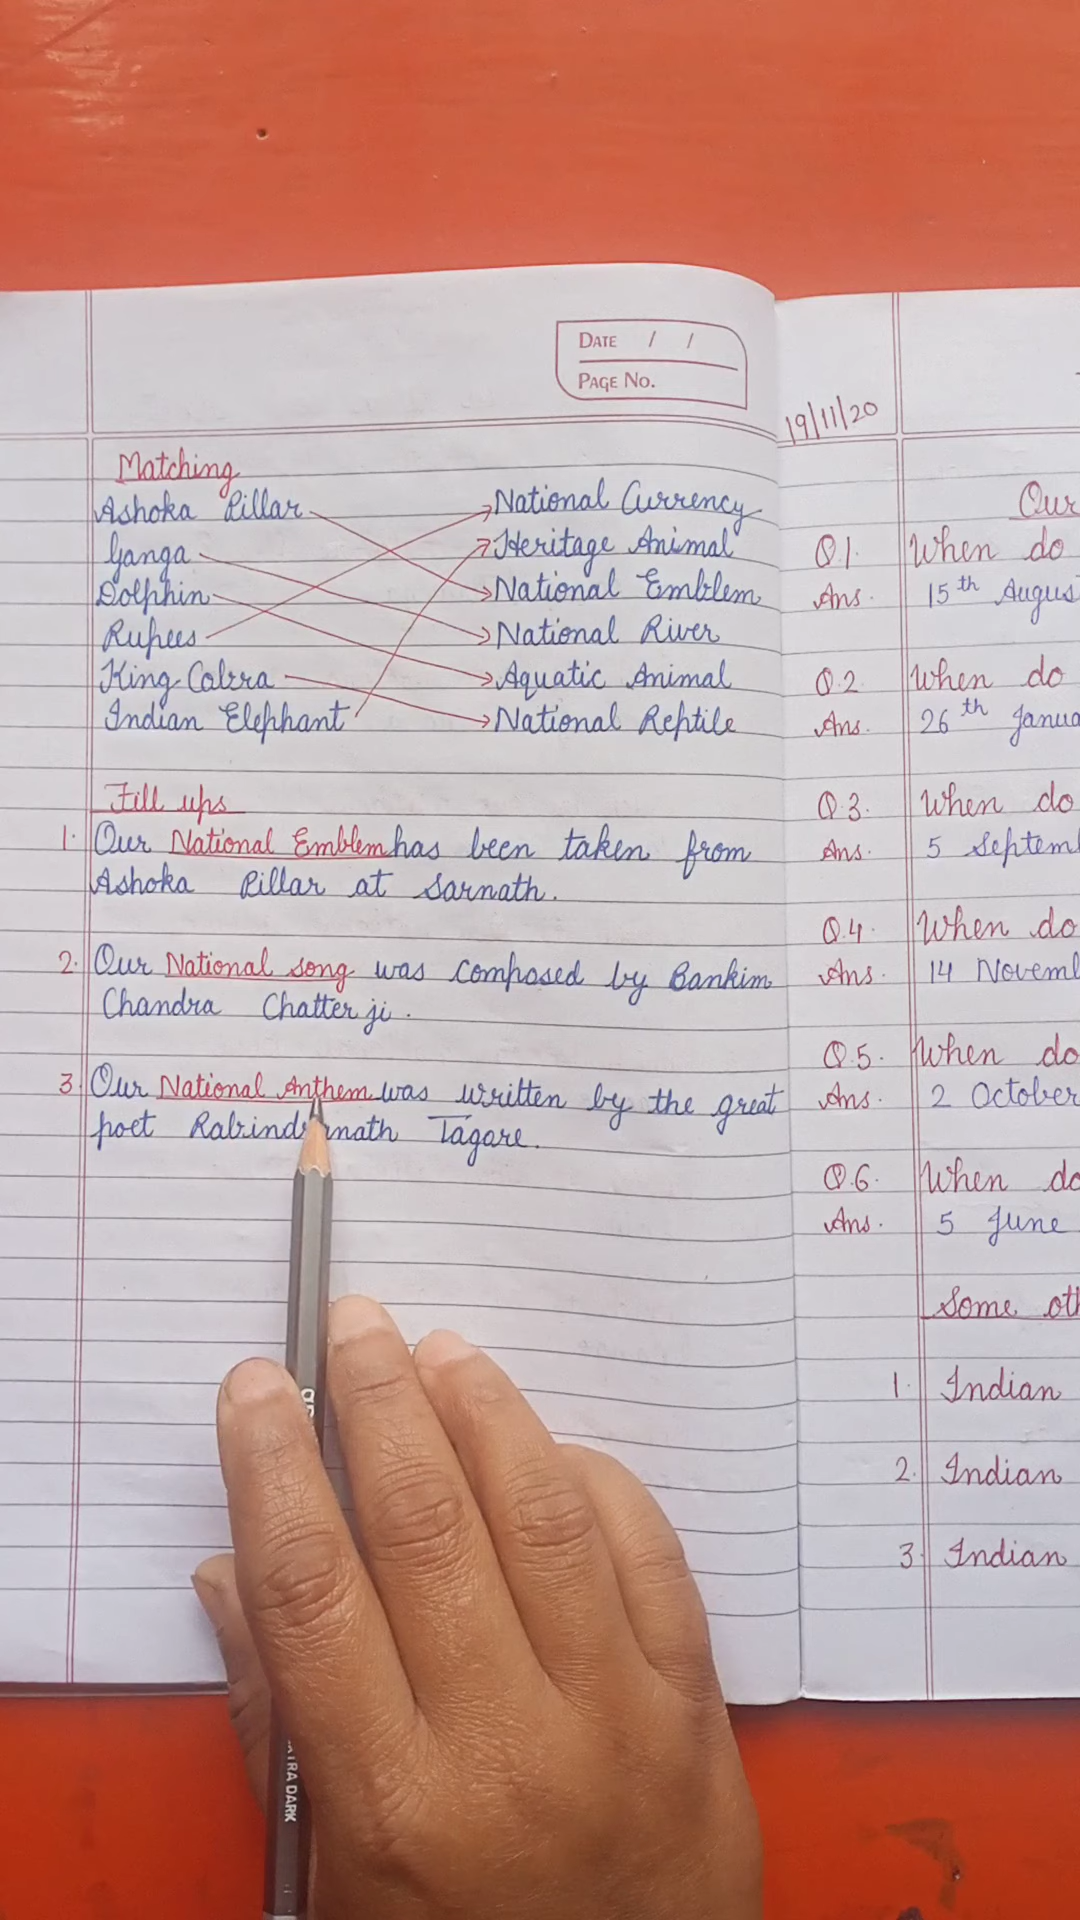 DATE / /
PAGE NO.
Matching
Ashoka Pillar National Currency
Ganga Heritage Animal
Dolphin National Emblem
Rupees National River
King Cobra Aquatic Animal
Indian Elephant National Reptile
Fill ups
1. Our National Emblem has been taken from
Ashoka Pillar at Sarnath.
2. Our National song was composed by Bankim
Chandra Chatterji.
3. Our National Anthem was written by the great
poet Rabindranath Tagore.
19/11/20
Our
Q.1. When do
Ans. 15th Augus
Q.2. When do
Ans. 26th Janua
Q.3. When do
Ans. 5 Septem
Q.4. When do
Ans. 14 Novem
Q.5. When do
Ans. 2 October
Q.6. When do
Ans. 5 June
Some oth
1. Indian
2. Indian
3. Indian
TRA DARK